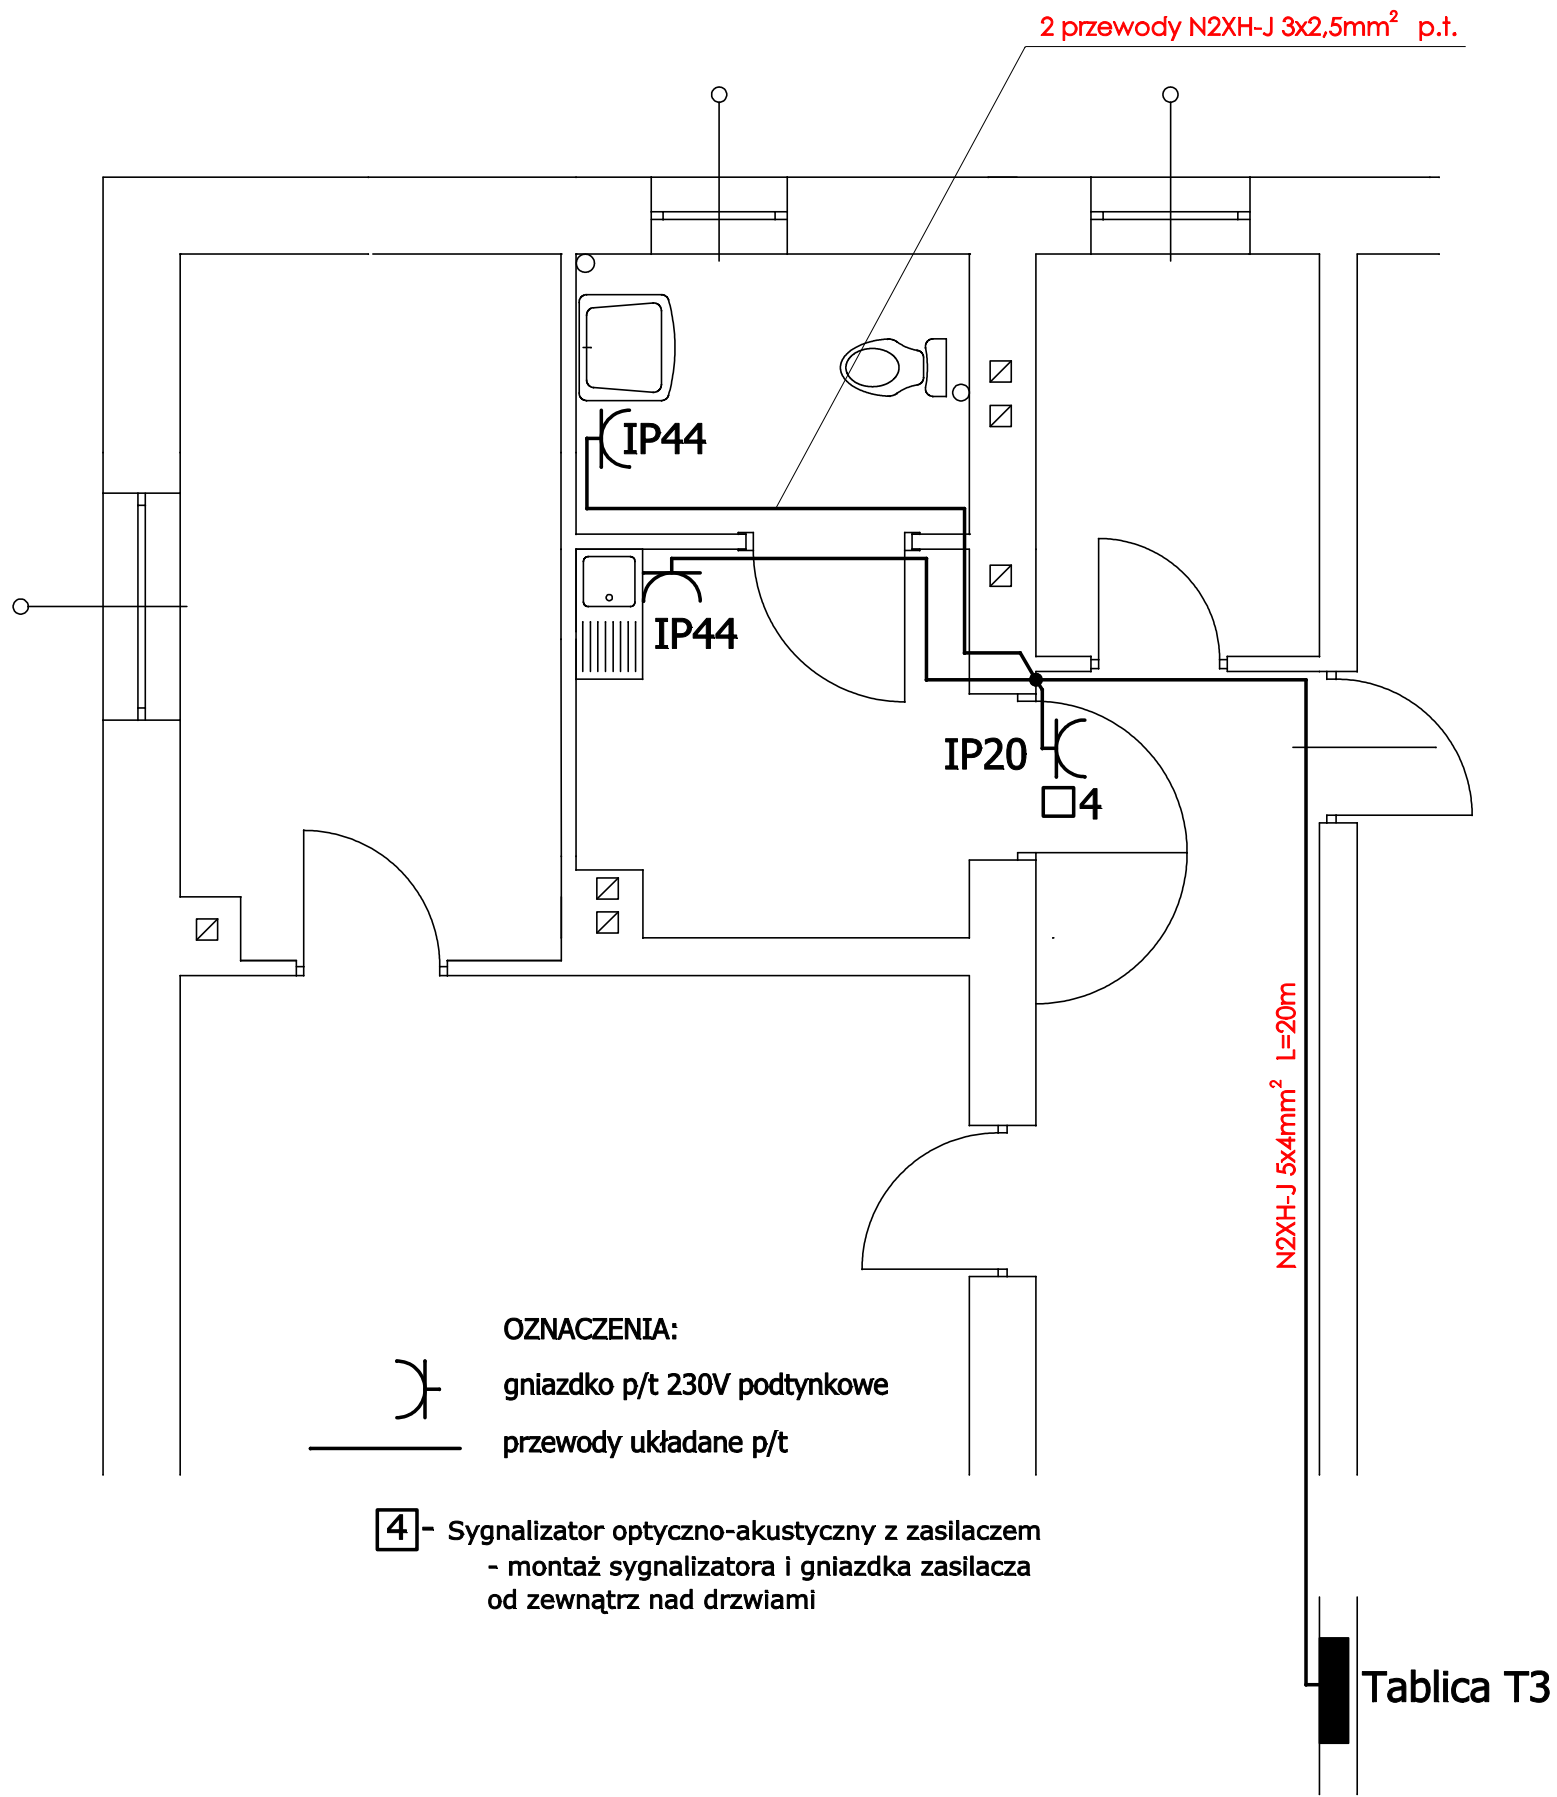 2 przewody N2XH-J 3x2,5mm² p.t.
IP44
IP44
IP20
4
N2XH-J 5x4mm² L=20m
OZNACZENIA:
gniazdko p/t 230V podtynkowe
przewody układane p/t
4 - Sygnalizator optyczno-akustyczny z zasilaczem
- montaż sygnalizatora i gniazdka zasilacza
od zewnątrz nad drzwiami
Tablica T3